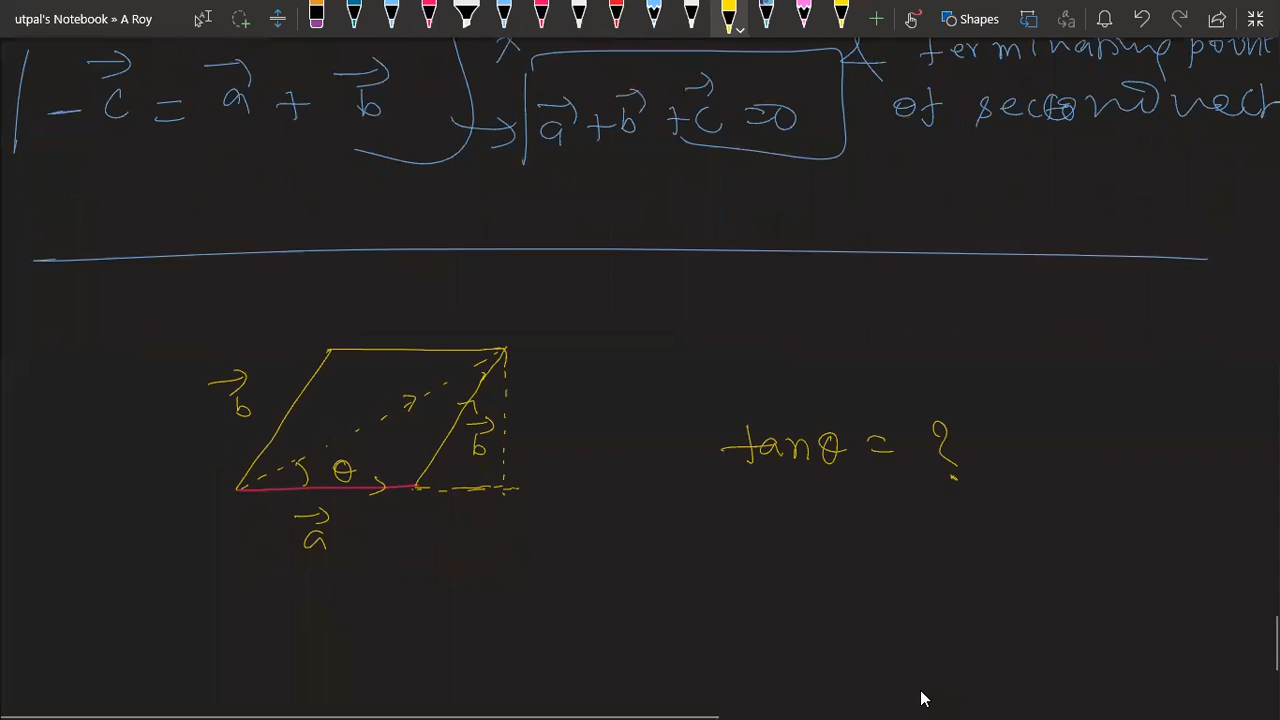 utpal's Notebook » A Roy
Shapes
terminating point
-c⃗ = a⃗ + b⃗
a⃗ + b⃗ + c⃗ = 0
of second vect
b⃗
b⃗
θ
a⃗
tanθ = ?